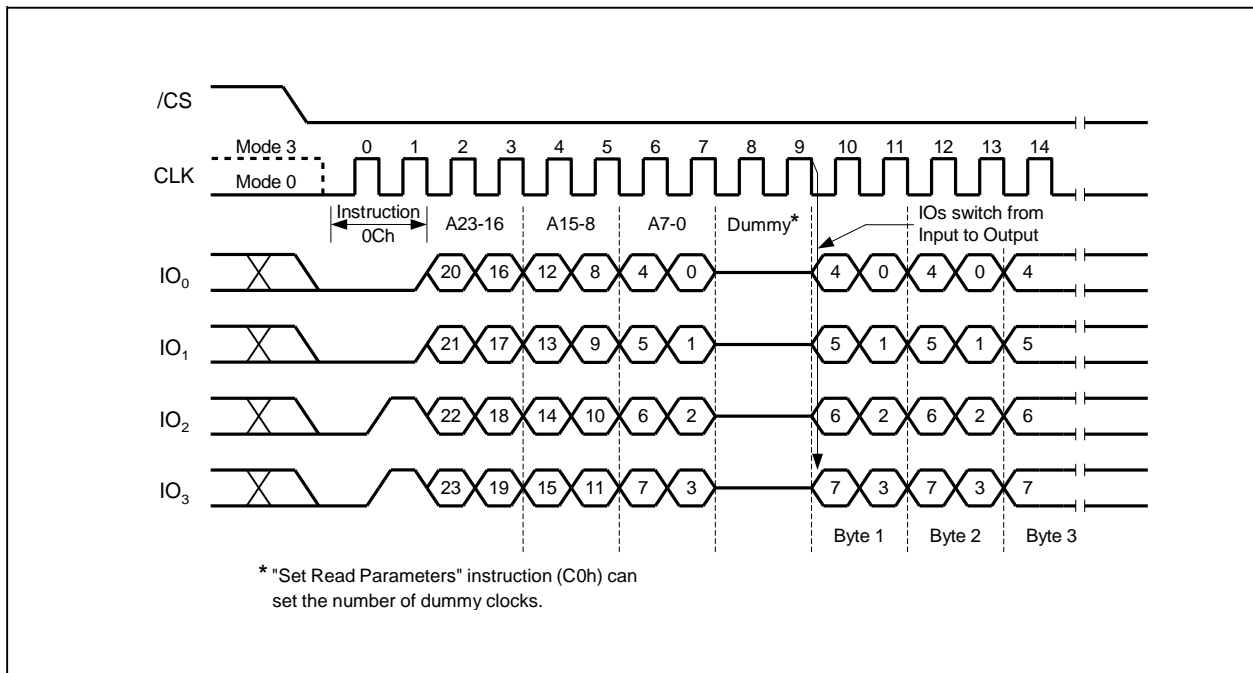 /CS
Mode 3
0 1 2 3 4 5 6 7 8 9 10 11 12 13 14
CLK
Mode 0
Instruction
0Ch
A23-16 A15-8 A7-0 Dummy*
IOs switch from
Input to Output
IO0 20 16 12 8 4 0 4 0 4 0 4
IO1 21 17 13 9 5 1 5 1 5 1 5
IO2 22 18 14 10 6 2 6 2 6 2 6
IO3 23 19 15 11 7 3 7 3 7 3 7
Byte 1 Byte 2 Byte 3
* "Set Read Parameters" instruction (C0h) can
set the number of dummy clocks.